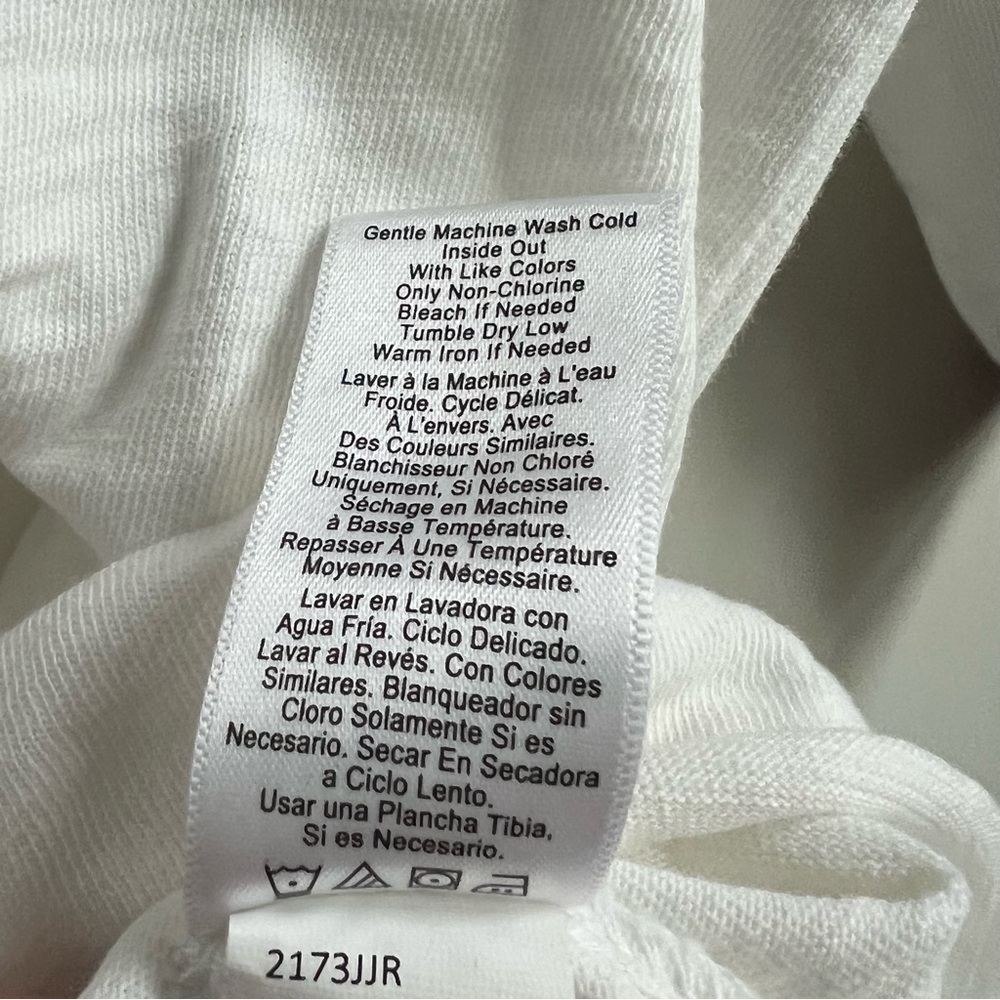 Gentle Machine Wash Cold
Inside Out
With Like Colors
Only Non-Chlorine
Bleach If Needed
Tumble Dry Low
Warm Iron If Needed
Laver à la Machine à L'eau
Froide. Cycle Délicat.
À L'envers. Avec
Des Couleurs Similaires.
Blanchisseur Non Chloré
Uniquement, Si Nécessaire.
Séchage en Machine
à Basse Température.
Repasser À Une Température
Moyenne Si Nécessaire.
Lavar en Lavadora con
Agua Fría. Ciclo Delicado.
Lavar al Revés. Con Colores
Similares. Blanqueador sin
Cloro Solamente Si es
Necesario. Secar En Secadora
a Ciclo Lento.
Usar una Plancha Tibia,
Si es Necesario.
2173JJR